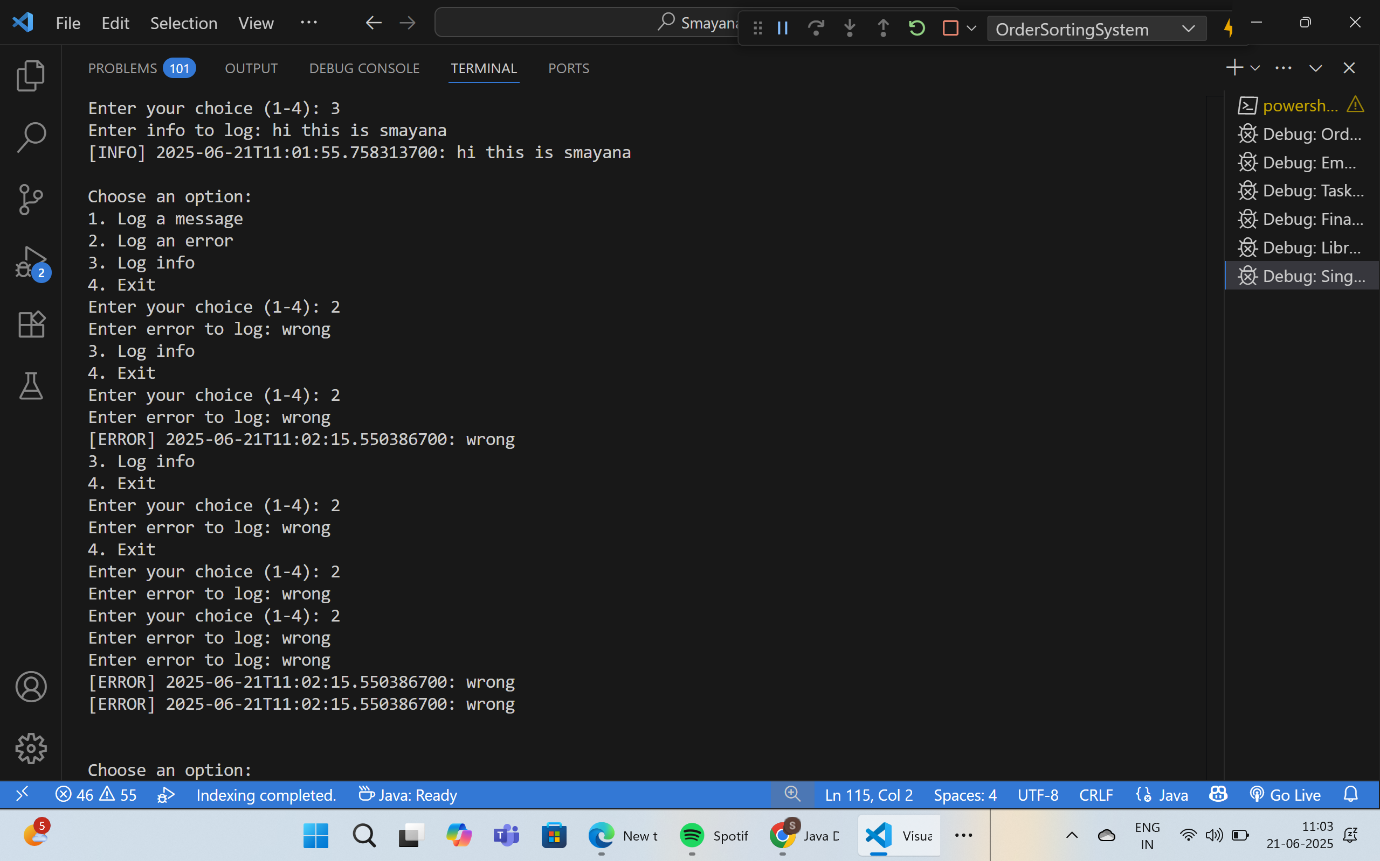 File Edit Selection View ··· Smayana OrderSortingSystem
PROBLEMS 101 OUTPUT DEBUG CONSOLE TERMINAL PORTS
Enter your choice (1-4): 3
Enter info to log: hi this is smayana
[INFO] 2025-06-21T11:01:55.758313700: hi this is smayana
Choose an option:
1. Log a message
2. Log an error
3. Log info
4. Exit
Enter your choice (1-4): 2
Enter error to log: wrong
3. Log info
4. Exit
Enter your choice (1-4): 2
Enter error to log: wrong
[ERROR] 2025-06-21T11:02:15.550386700: wrong
3. Log info
4. Exit
Enter your choice (1-4): 2
Enter error to log: wrong
4. Exit
Enter your choice (1-4): 2
Enter error to log: wrong
Enter your choice (1-4): 2
Enter error to log: wrong
Enter error to log: wrong
[ERROR] 2025-06-21T11:02:15.550386700: wrong
[ERROR] 2025-06-21T11:02:15.550386700: wrong
Choose an option:
powersh...
Debug: Ord...
Debug: Em...
Debug: Task...
Debug: Fina...
Debug: Libr...
Debug: Sing...
2
46 55 Indexing completed. Java: Ready Ln 115, Col 2 Spaces: 4 UTF-8 CRLF Java Go Live
5 New t Spotif S Java D Visua ENG IN 11:03 21-06-2025